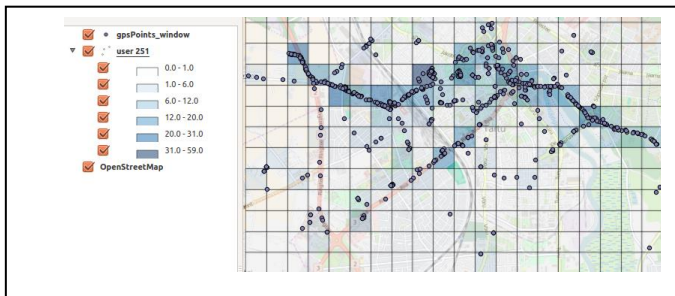 gpsPoints_window
user 251
0.0 - 1.0
1.0 - 6.0
6.0 - 12.0
12.0 - 20.0
20.0 - 31.0
31.0 - 59.0
OpenStreetMap
Tartu